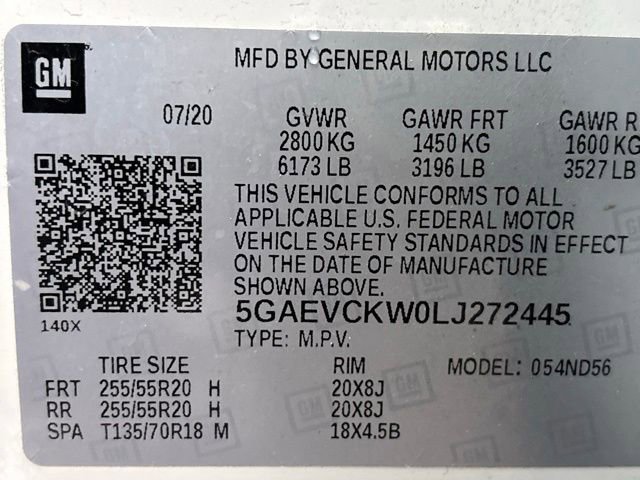 GM
MFD BY GENERAL MOTORS LLC
07/20 GVWR GAWR FRT GAWR R
2800 KG 1450 KG 1600 KG
6173 LB 3196 LB 3527 LB
THIS VEHICLE CONFORMS TO ALL
APPLICABLE U.S. FEDERAL MOTOR
VEHICLE SAFETY STANDARDS IN EFFECT
ON THE DATE OF MANUFACTURE
SHOWN ABOVE.
140X 5GAEVCKW0LJ272445
TYPE: M.P.V.
TIRE SIZE RIM MODEL: 054ND56
FRT 255/55R20 H 20X8J
RR 255/55R20 H 20X8J
SPA T135/70R18 M 18X4.5B